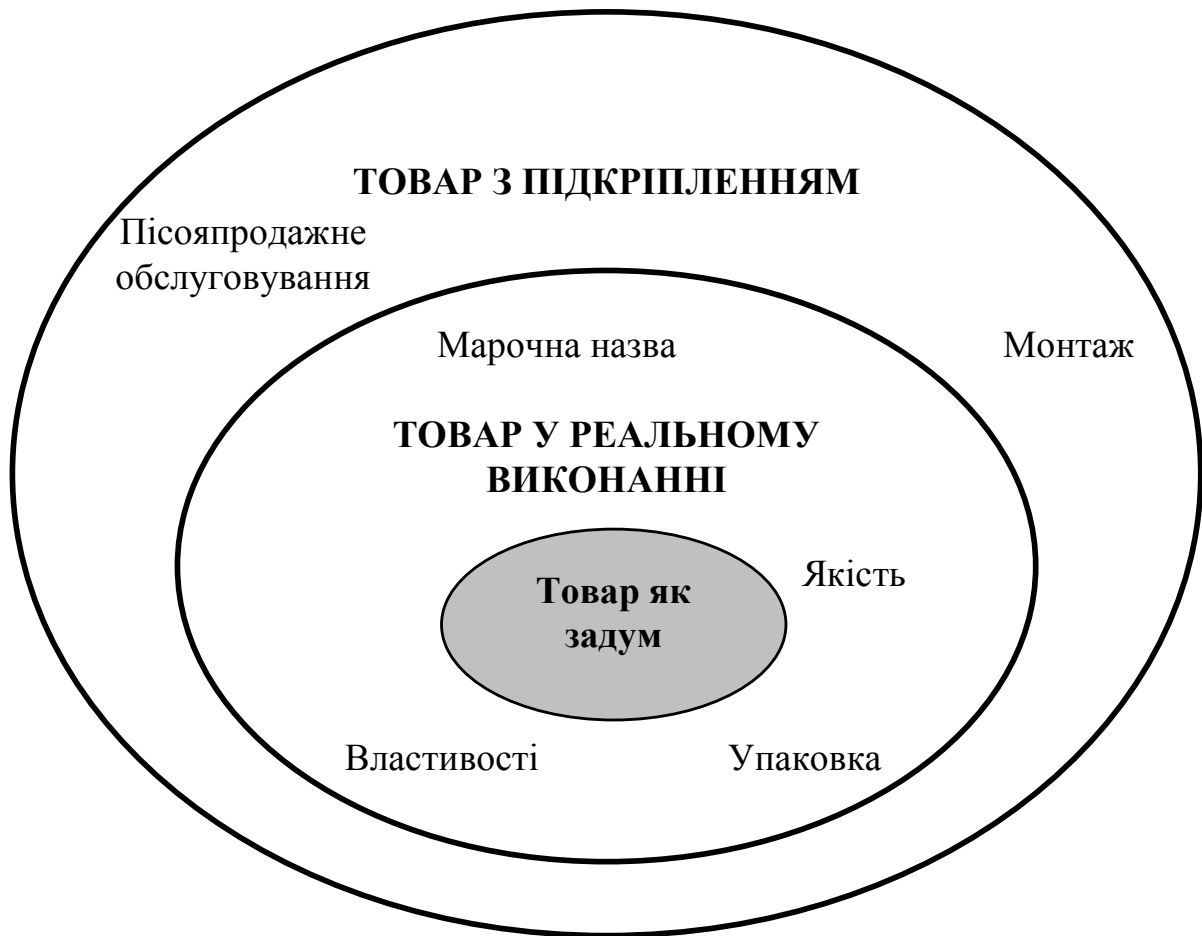 ТОВАР З ПІДКРІПЛЕННЯМ
Пісояпродажне
обслуговування
Марочна назва
Монтаж
ТОВАР У РЕАЛЬНОМУ
ВИКОНАННІ
Якість
Товар як
задум
Властивості
Упаковка